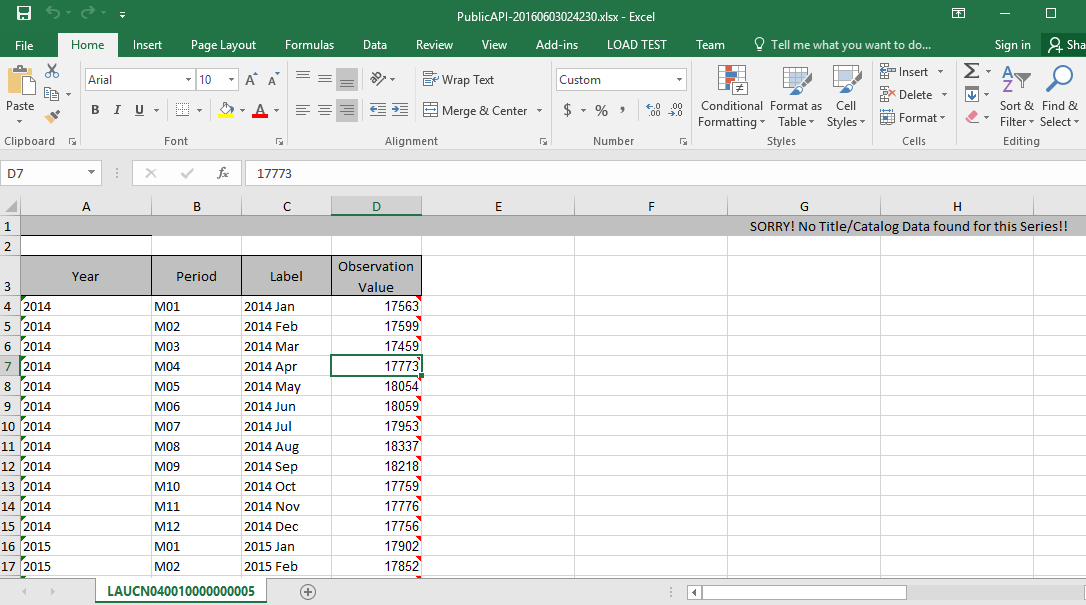 PublicAPI-20160603024230.xlsx - Excel
File Home Insert Page Layout Formulas Data Review View Add-ins LOAD TEST Team Tell me what you want to do... Sign in Sha
Paste
Arial 10
B I U A
Wrap Text
Merge & Center
Custom
$ % ,
Conditional Formatting
Format as Table
Cell Styles
Insert
Delete
Format
Sort & Filter
Find & Select
Clipboard Font Alignment Number Styles Cells Editing
D7 fx 17773
A B C D E F G H
1 SORRY! No Title/Catalog Data found for this Series!!
2
3 Year Period Label Observation Value
4 2014 M01 2014 Jan 17563
5 2014 M02 2014 Feb 17599
6 2014 M03 2014 Mar 17459
7 2014 M04 2014 Apr 17773
8 2014 M05 2014 May 18054
9 2014 M06 2014 Jun 18059
10 2014 M07 2014 Jul 17953
11 2014 M08 2014 Aug 18337
12 2014 M09 2014 Sep 18218
13 2014 M10 2014 Oct 17759
14 2014 M11 2014 Nov 17776
15 2014 M12 2014 Dec 17756
16 2015 M01 2015 Jan 17902
17 2015 M02 2015 Feb 17852
LAUCN040010000000005